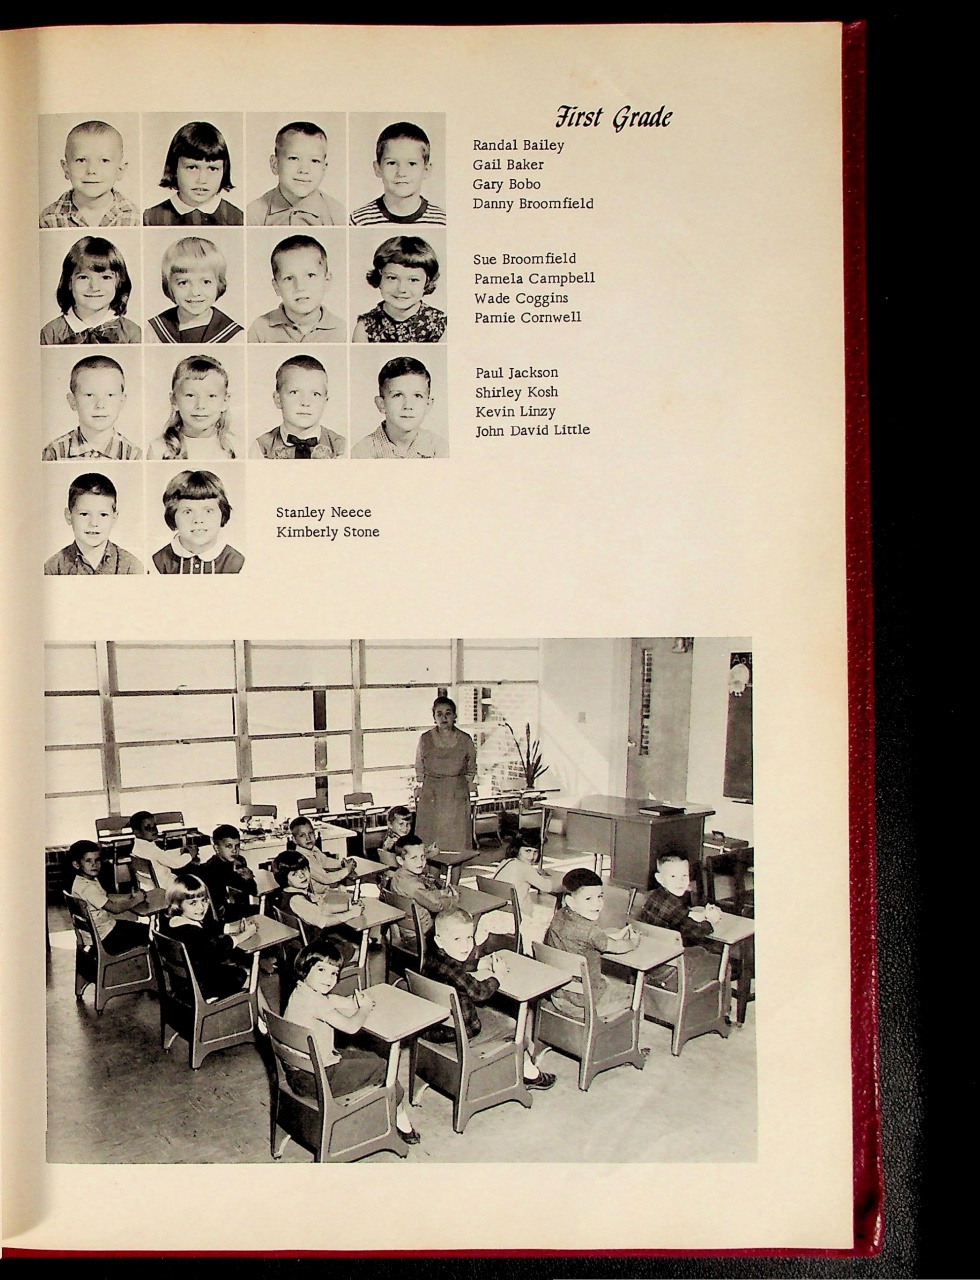 First Grade
Randal Bailey
Gail Baker
Gary Bobo
Danny Broomfield
Sue Broomfield
Pamela Campbell
Wade Coggins
Pamie Cornwell
Paul Jackson
Shirley Kosh
Kevin Linzy
John David Little
Stanley Neece
Kimberly Stone